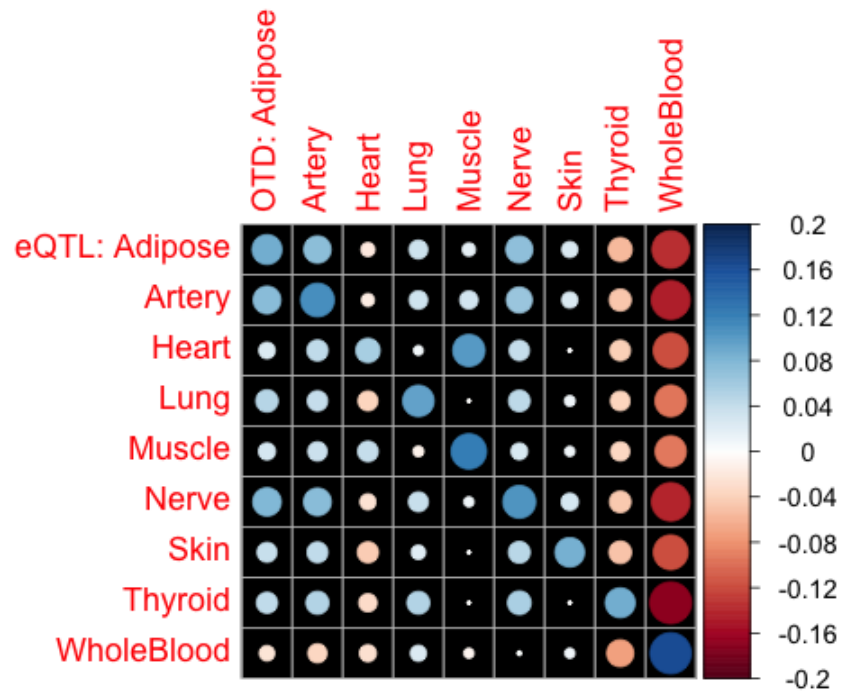 OTD: Adipose
Artery
Heart
Lung
Muscle
Nerve
Skin
Thyroid
WholeBlood
eQTL: Adipose
Artery
Heart
Lung
Muscle
Nerve
Skin
Thyroid
WholeBlood
0.2
0.16
0.12
0.08
0.04
0
-0.04
-0.08
-0.12
-0.16
-0.2